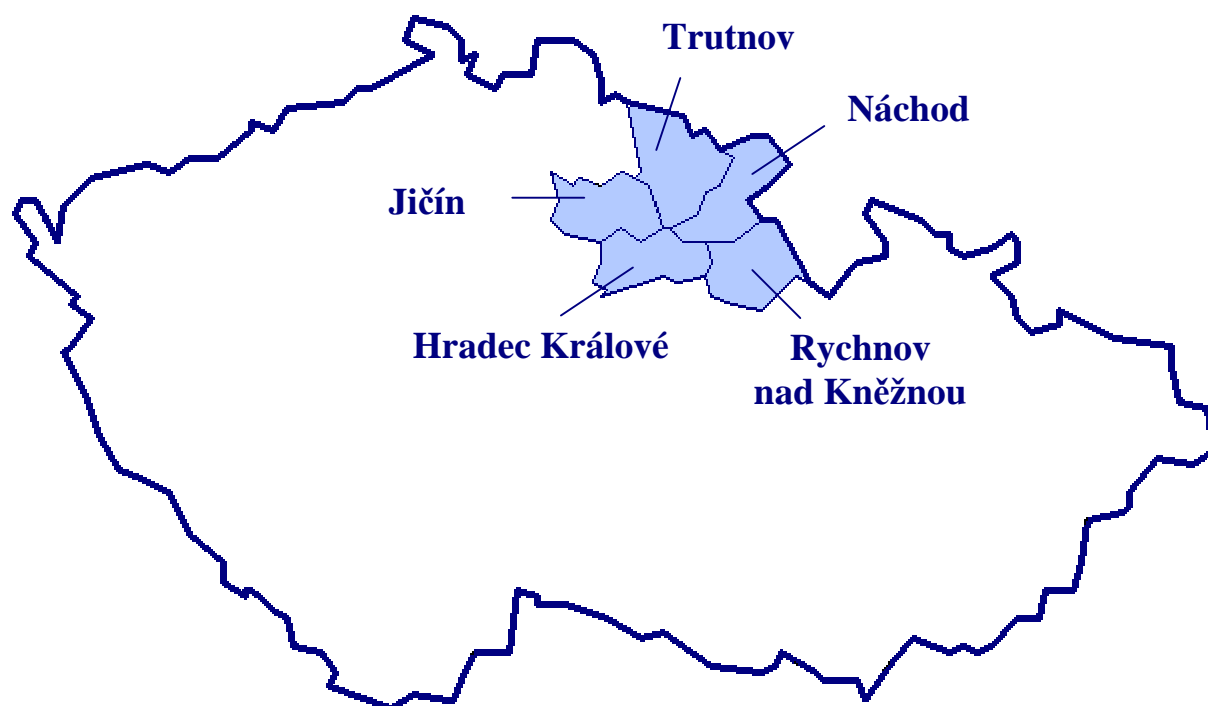 Trutnov
Náchod
Jičín
Hradec Králové
Rychnov
nad Kněžnou